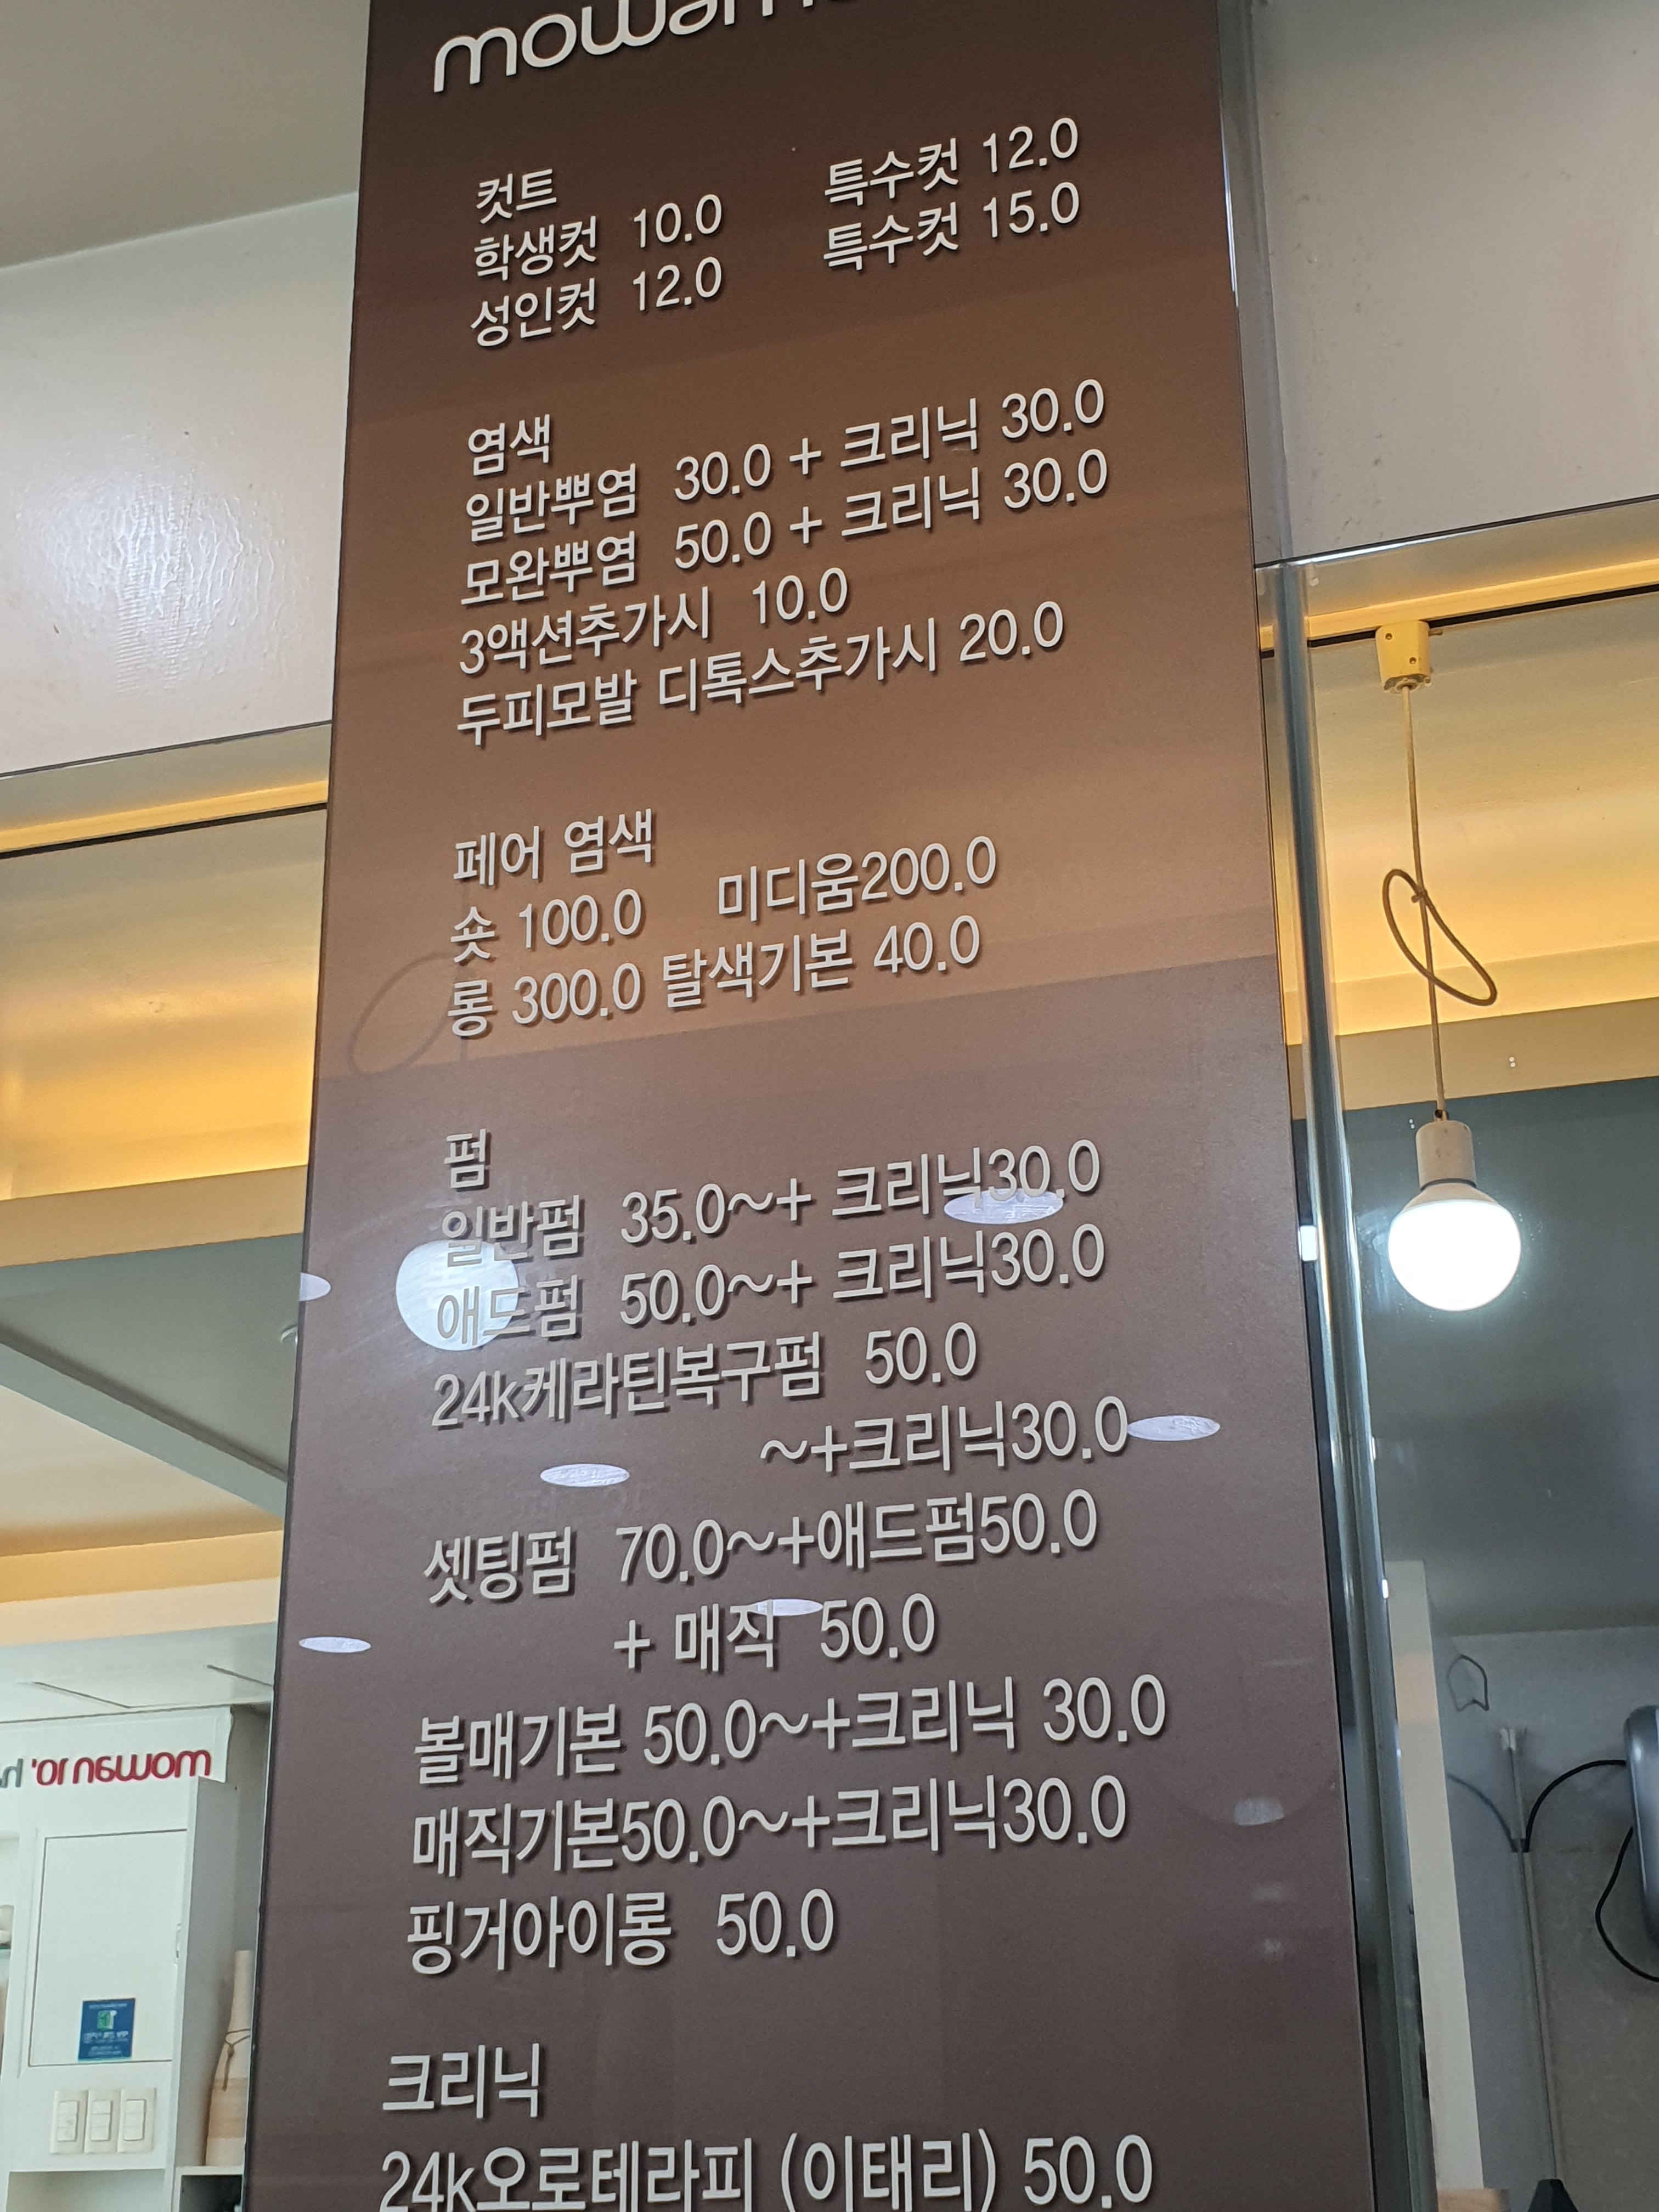 컷트
학생컷 10.0 특수컷 12.0
성인컷 12.0 특수컷 15.0
염색
일반뿌염 30.0 + 크리닉 30.0
모완뿌염 50.0 + 크리닉 30.0
3액션추가시 10.0
두피모발 디톡스추가시 20.0
페어 염색
숏 100.0 미디움200.0
롱 300.0 탈색기본 40.0
펌
일반펌 35.0~+ 크리닉30.0
애드펌 50.0~+ 크리닉30.0
24k케라틴복구펌 50.0
~+크리닉30.0
셋팅펌 70.0~+애드펌50.0
+ 매직 50.0
볼매기본 50.0~+크리닉 30.0
매직기본50.0~+크리닉30.0
핑거아이롱 50.0
크리닉
24k오로테라피 (이태리) 50.0